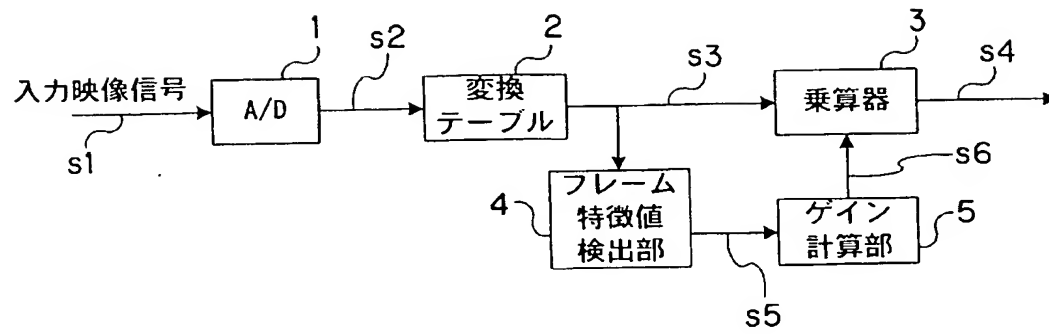 1
s2
2
s3
3
s4
入力映像信号
A/D
変換
テーブル
乗算器
s1
s6
4
フレーム
特徴値
検出部
ゲイン
計算部
5
s5